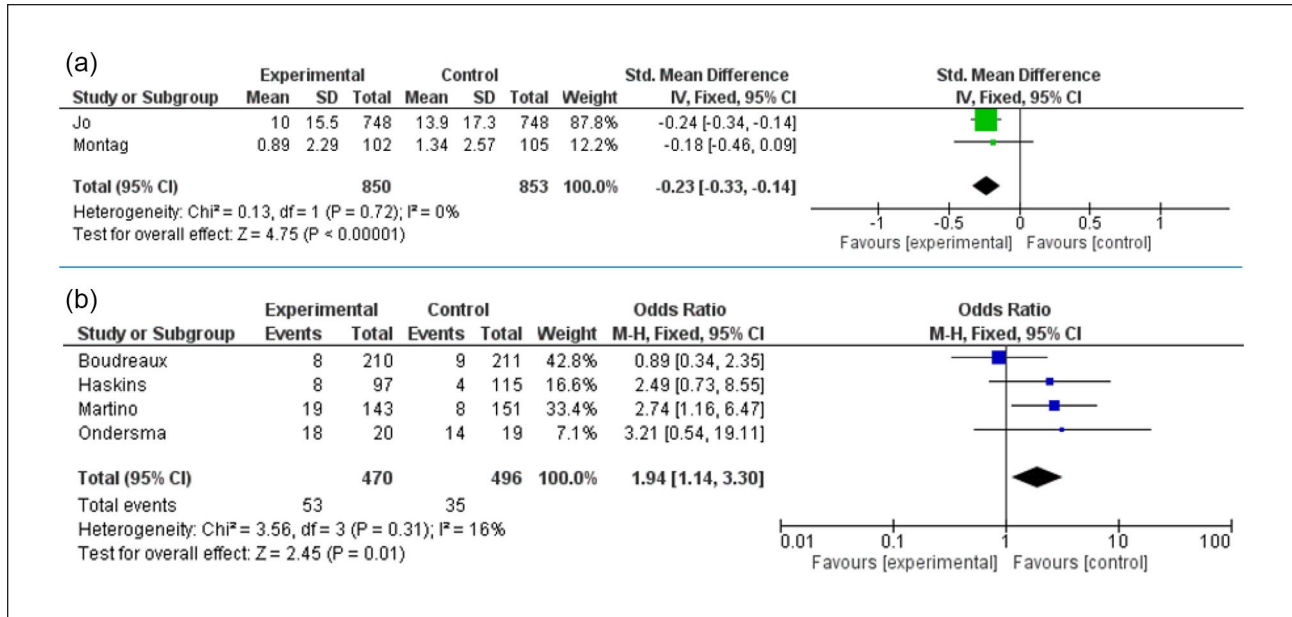 (a)
Experimental Control Std. Mean Difference Std. Mean Difference
Study or Subgroup Mean SD Total Mean SD Total Weight IV, Fixed, 95% CI IV, Fixed, 95% CI
Jo 10 15.5 748 13.9 17.3 748 87.8% -0.24 [-0.34, -0.14]
Montag 0.89 2.29 102 1.34 2.57 105 12.2% -0.18 [-0.46, 0.09]
Total (95% CI) 850 853 100.0% -0.23 [-0.33, -0.14]
Heterogeneity: Chi² = 0.13, df = 1 (P = 0.72); I² = 0%
Test for overall effect: Z = 4.75 (P < 0.00001)
-1 -0.5 0 0.5 1
Favours [experimental] Favours [control]
(b)
Experimental Control Odds Ratio Odds Ratio
Study or Subgroup Events Total Events Total Weight M-H, Fixed, 95% CI M-H, Fixed, 95% CI
Boudreaux 8 210 9 211 42.8% 0.89 [0.34, 2.35]
Haskins 8 97 4 115 16.6% 2.49 [0.73, 8.55]
Martino 19 143 8 151 33.4% 2.74 [1.16, 6.47]
Ondersma 18 20 14 19 7.1% 3.21 [0.54, 19.11]
Total (95% CI) 470 496 100.0% 1.94 [1.14, 3.30]
Total events 53 35
Heterogeneity: Chi² = 3.56, df = 3 (P = 0.31); I² = 16%
Test for overall effect: Z = 2.45 (P = 0.01)
0.01 0.1 1 10 100
Favours [experimental] Favours [control]